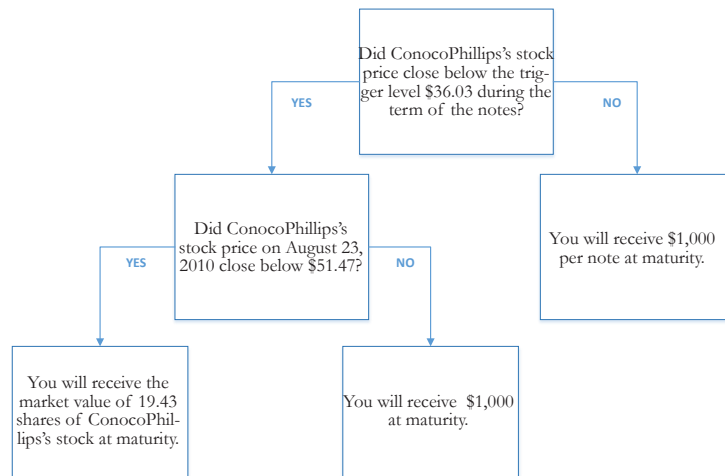 Did ConocoPhillips's stock
price close below the trig-
ger level $36.03 during the
term of the notes?
YES
NO
Did ConocoPhillips's
stock price on August 23,
2010 close below $51.47?
You will receive $1,000
per note at maturity.
YES
NO
You will receive the
market value of 19.43
shares of ConocoPhil-
lips's stock at maturity.
You will receive $1,000
at maturity.